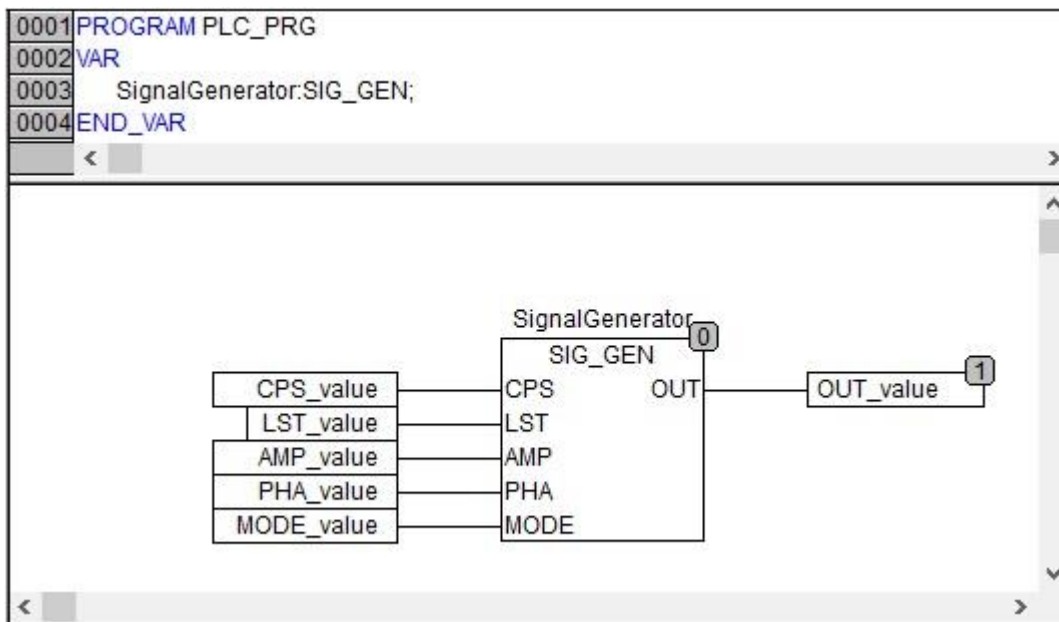 0001 PROGRAM PLC_PRG
0002 VAR
0003 SignalGenerator:SIG_GEN;
0004 END_VAR
SignalGenerator
0
SIG_GEN
CPS_value CPS OUT OUT_value 1
LST_value LST
AMP_value AMP
PHA_value PHA
MODE_value MODE